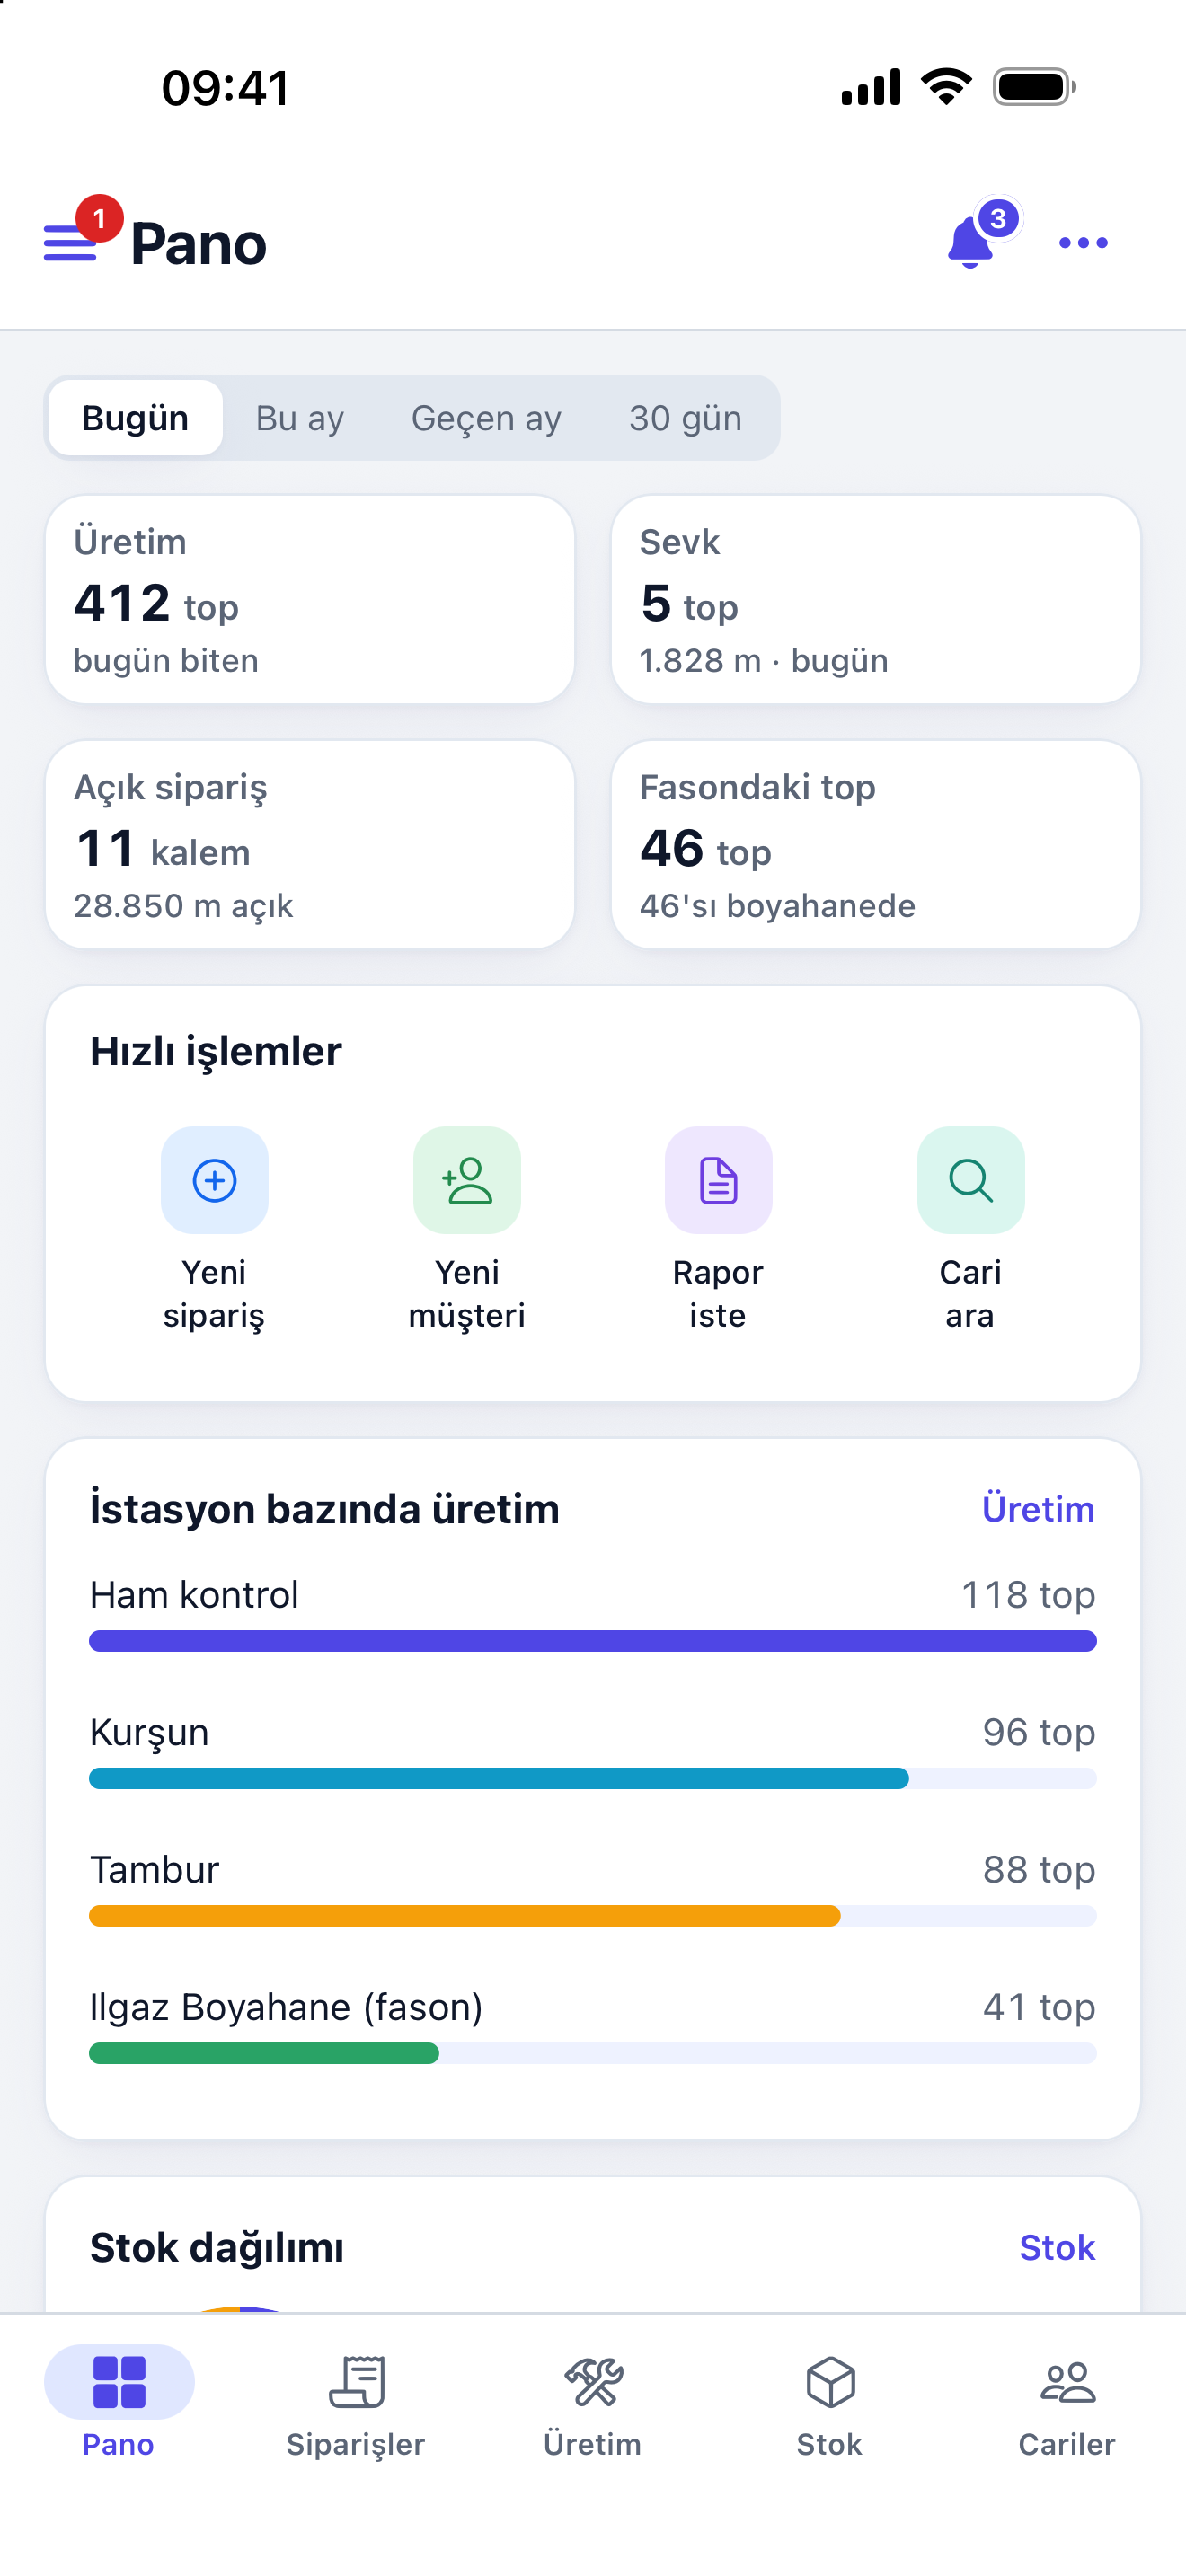 09:41
1
Pano
3
Bugün
Bu ay
Geçen ay
30 gün
Üretim
412 top
bugün biten
Sevk
5 top
1.828 m · bugün
Açık sipariş
11 kalem
28.850 m açık
Fasondaki top
46 top
46'sı boyahanede
Hızlı işlemler
Yeni
sipariş
Yeni
müşteri
Rapor
iste
Cari
ara
İstasyon bazında üretim
Üretim
Ham kontrol
118 top
Kurşun
96 top
Tambur
88 top
Ilgaz Boyahane (fason)
41 top
Stok dağılımı
Stok
Pano
Siparişler
Üretim
Stok
Cariler